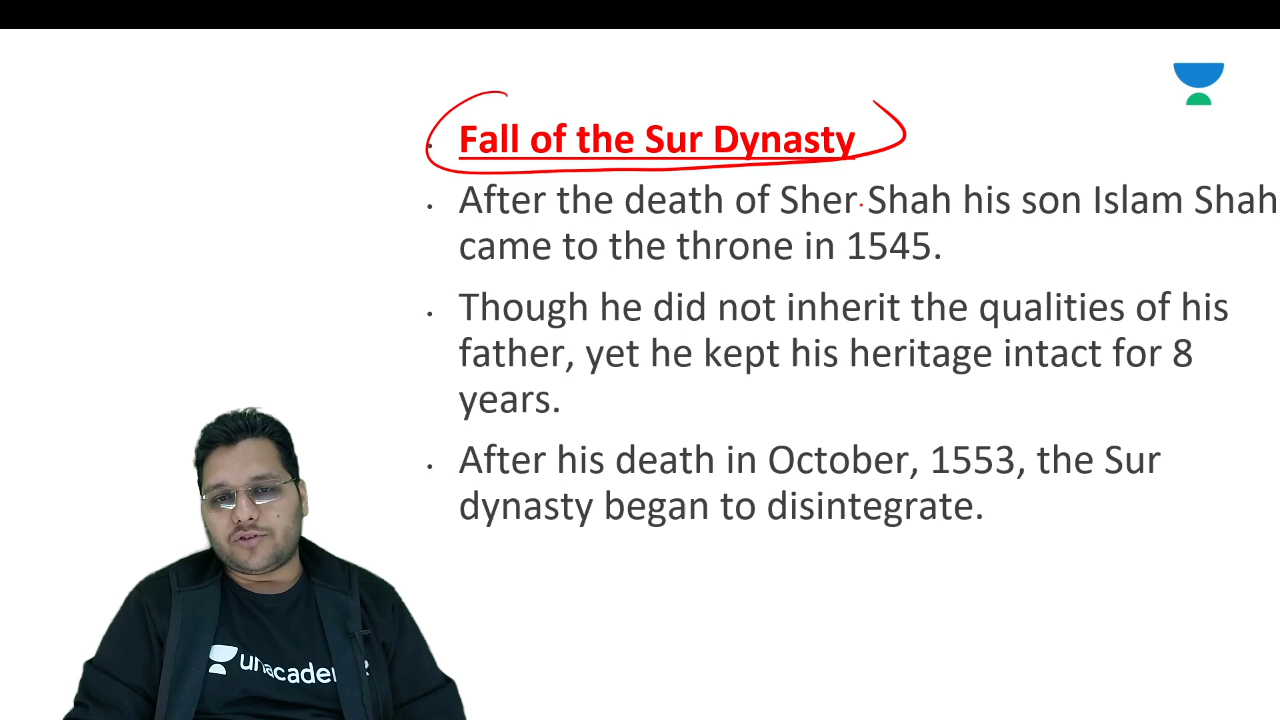 Fall of the Sur Dynasty
After the death of Sher Shah his son Islam Shah
came to the throne in 1545.
Though he did not inherit the qualities of his
father, yet he kept his heritage intact for 8
years.
After his death in October, 1553, the Sur
dynasty began to disintegrate.